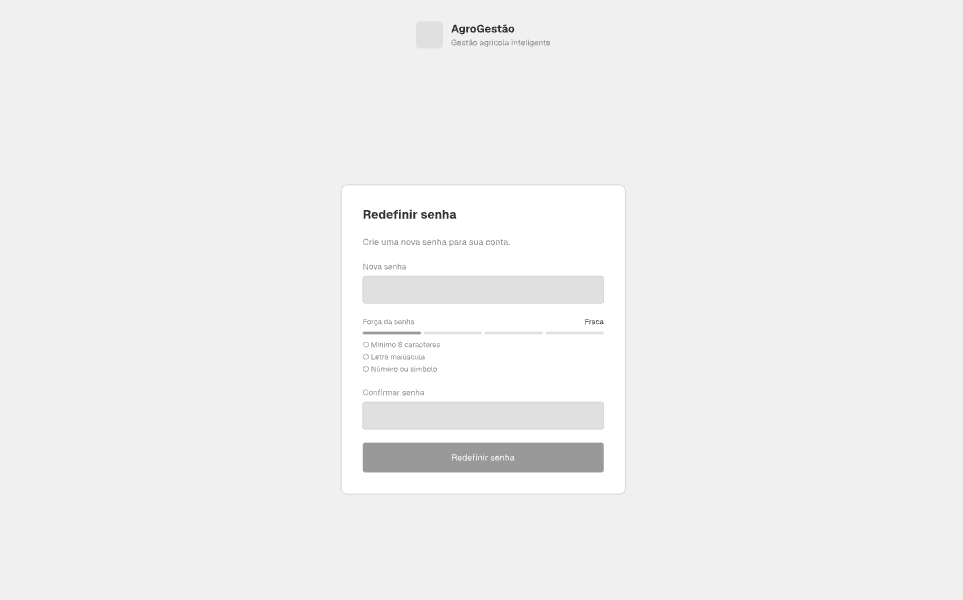 AgroGestão
Gestão agrícola inteligente
Redefinir senha
Crie uma nova senha para sua conta.
Nova senha
Força da senha
Fraca
Mínimo 8 caracteres
Letra maiúscula
Número ou símbolo
Confirmar senha
Redefinir senha